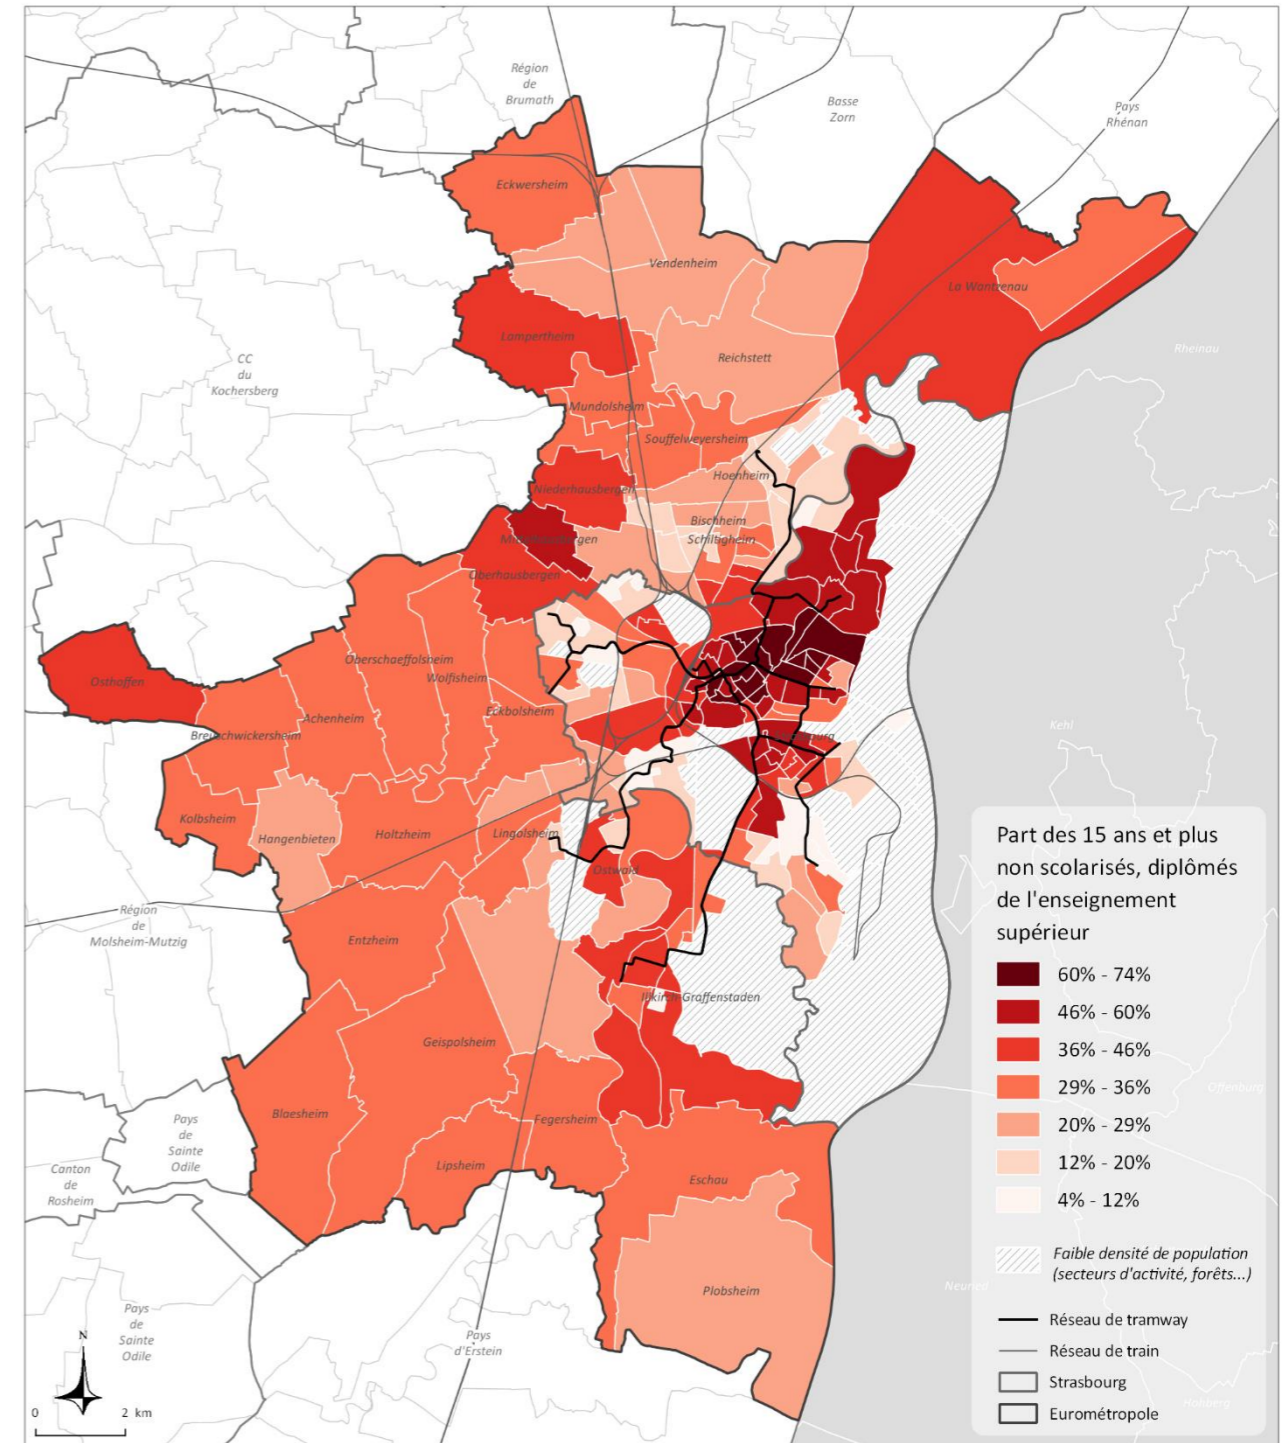 Région
de
Brumath
Basse
Zorn
Pays
Rhénan
Eckwersheim
Vendenheim
La Wantzenau
Lampertheim
Reichstett
Rheinau
CC
du
Kochersberg
Mundolsheim
Souffelweyersheim
Hoenheim
Niederhausbergen
Bischheim
Schiltigheim
Mittelhausbergen
Oberhausbergen
Oberschaeffolsheim
Wolfisheim
Osthoffen
Achenheim
Eckbolsheim
Breuschwickersheim
Strasbourg
Kehl
Kolbsheim
Hangenbieten
Holtzheim
Lingolsheim
Ostwald
Région
de
Molsheim-Mutzig
Entzheim
Illkirch-Graffenstaden
Geispolsheim
Offenburg
Blaesheim
Fegersheim
Pays
de
Sainte
Odile
Canton
de
Rosheim
Lipsheim
Eschau
Plobsheim
Neuried
Pays
de
Sainte
Odile
Pays
d'Erstein
Hohberg
N
0 2 km
Part des 15 ans et plus
non scolarisés, diplômés
de l'enseignement
supérieur
60% - 74%
46% - 60%
36% - 46%
29% - 36%
20% - 29%
12% - 20%
4% - 12%
Faible densité de population
(secteurs d'activité, forêts...)
Réseau de tramway
Réseau de train
Strasbourg
Eurométropole